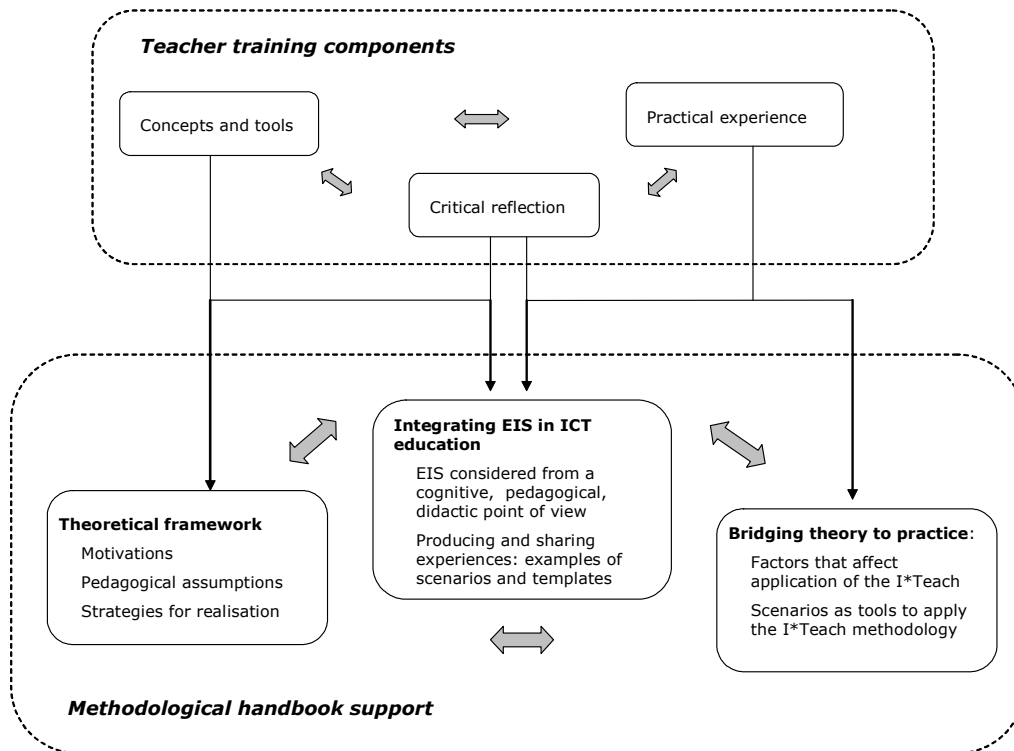 Teacher training components
Concepts and tools
Practical experience
Critical reflection
Integrating EIS in ICT
education
EIS considered from a
cognitive, pedagogical,
didactic point of view
Producing and sharing
experiences: examples of
scenarios and templates
Theoretical framework
Motivations
Pedagogical assumptions
Strategies for realisation
Bridging theory to practice:
Factors that affect
application of the I*Teach
Scenarios as tools to apply
the I*Teach methodology
Methodological handbook support